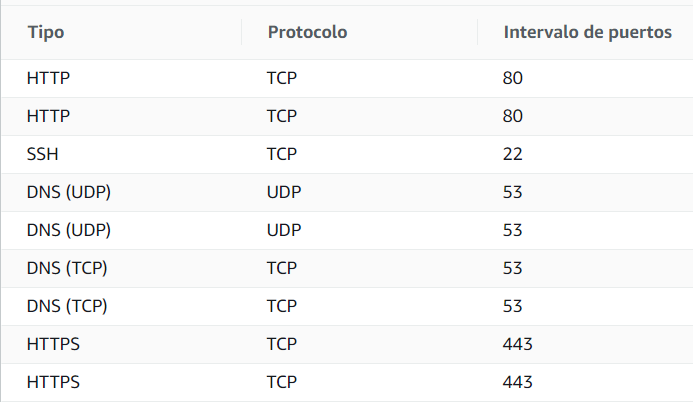 Tipo Protocolo Intervalo de puertos
HTTP TCP 80
HTTP TCP 80
SSH TCP 22
DNS (UDP) UDP 53
DNS (UDP) UDP 53
DNS (TCP) TCP 53
DNS (TCP) TCP 53
HTTPS TCP 443
HTTPS TCP 443